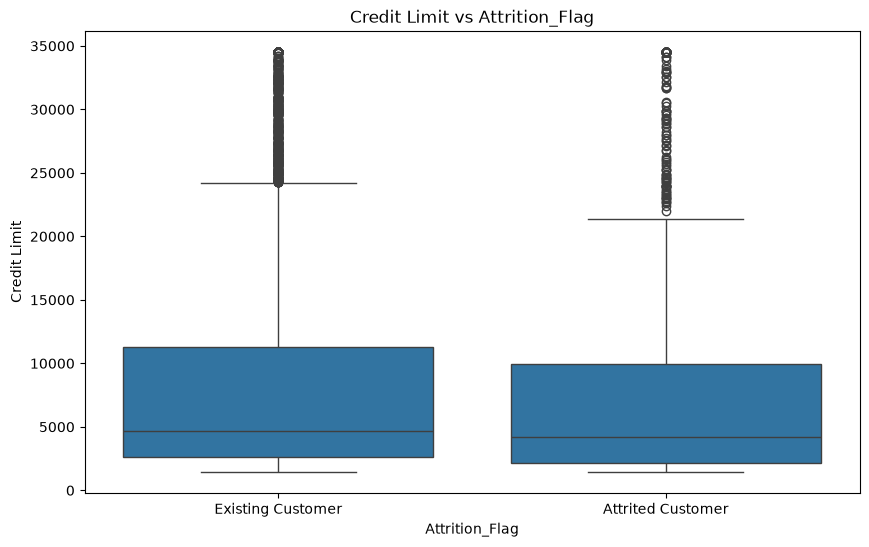 Credit Limit vs Attrition_Flag
35000
30000
25000
20000
15000
10000
5000
0
Credit Limit
Existing Customer
Attrited Customer
Attrition_Flag